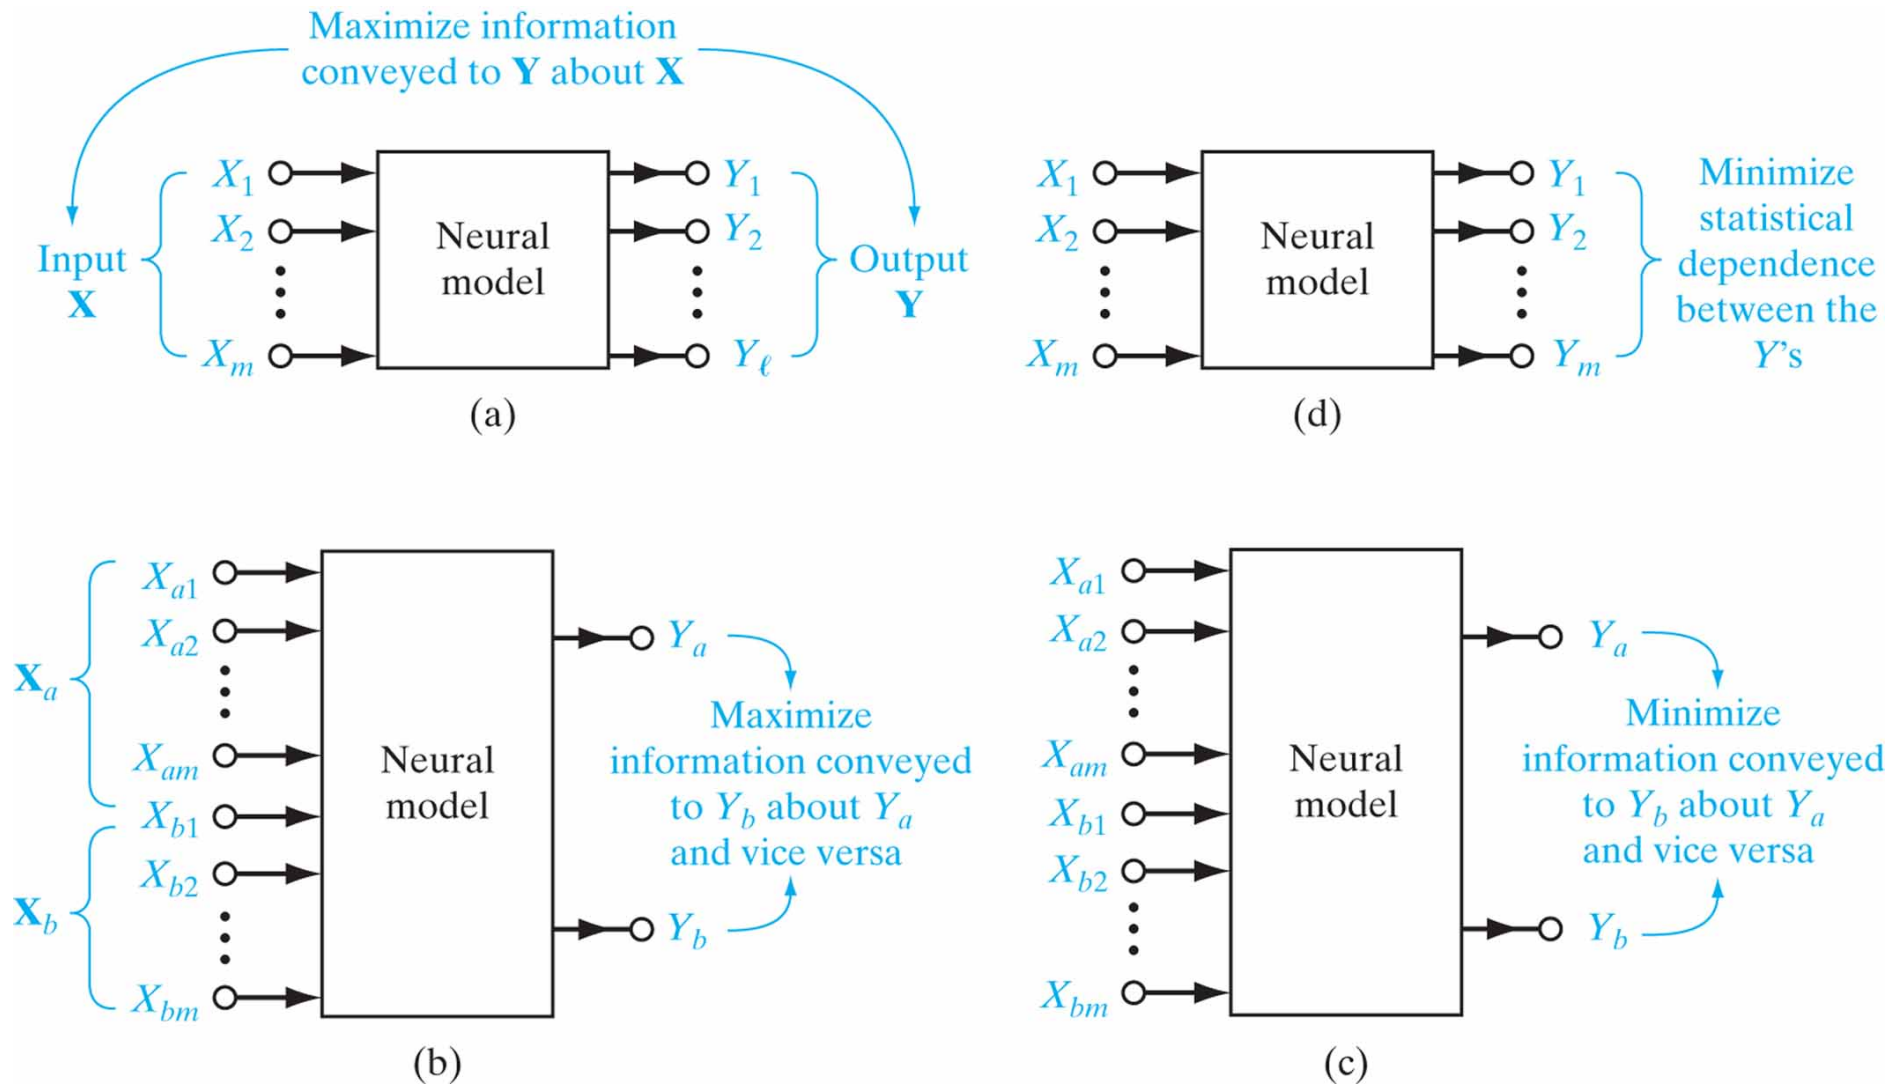 Maximize information
conveyed to Y about X
X1
X2
Xm
Input
X
Neural
model
Y1
Y2
Yℓ
Output
Y
(a)
X1
X2
Xm
Neural
model
Y1
Y2
Ym
Minimize
statistical
dependence
between the
Y's
(d)
Xa
Xb
Xa1
Xa2
Xam
Xb1
Xb2
Xbm
Neural
model
Ya
Maximize
information conveyed
to Yb about Ya
and vice versa
Yb
(b)
Xa1
Xa2
Xam
Xb1
Xb2
Xbm
Neural
model
Ya
Minimize
information conveyed
to Yb about Ya
and vice versa
Yb
(c)